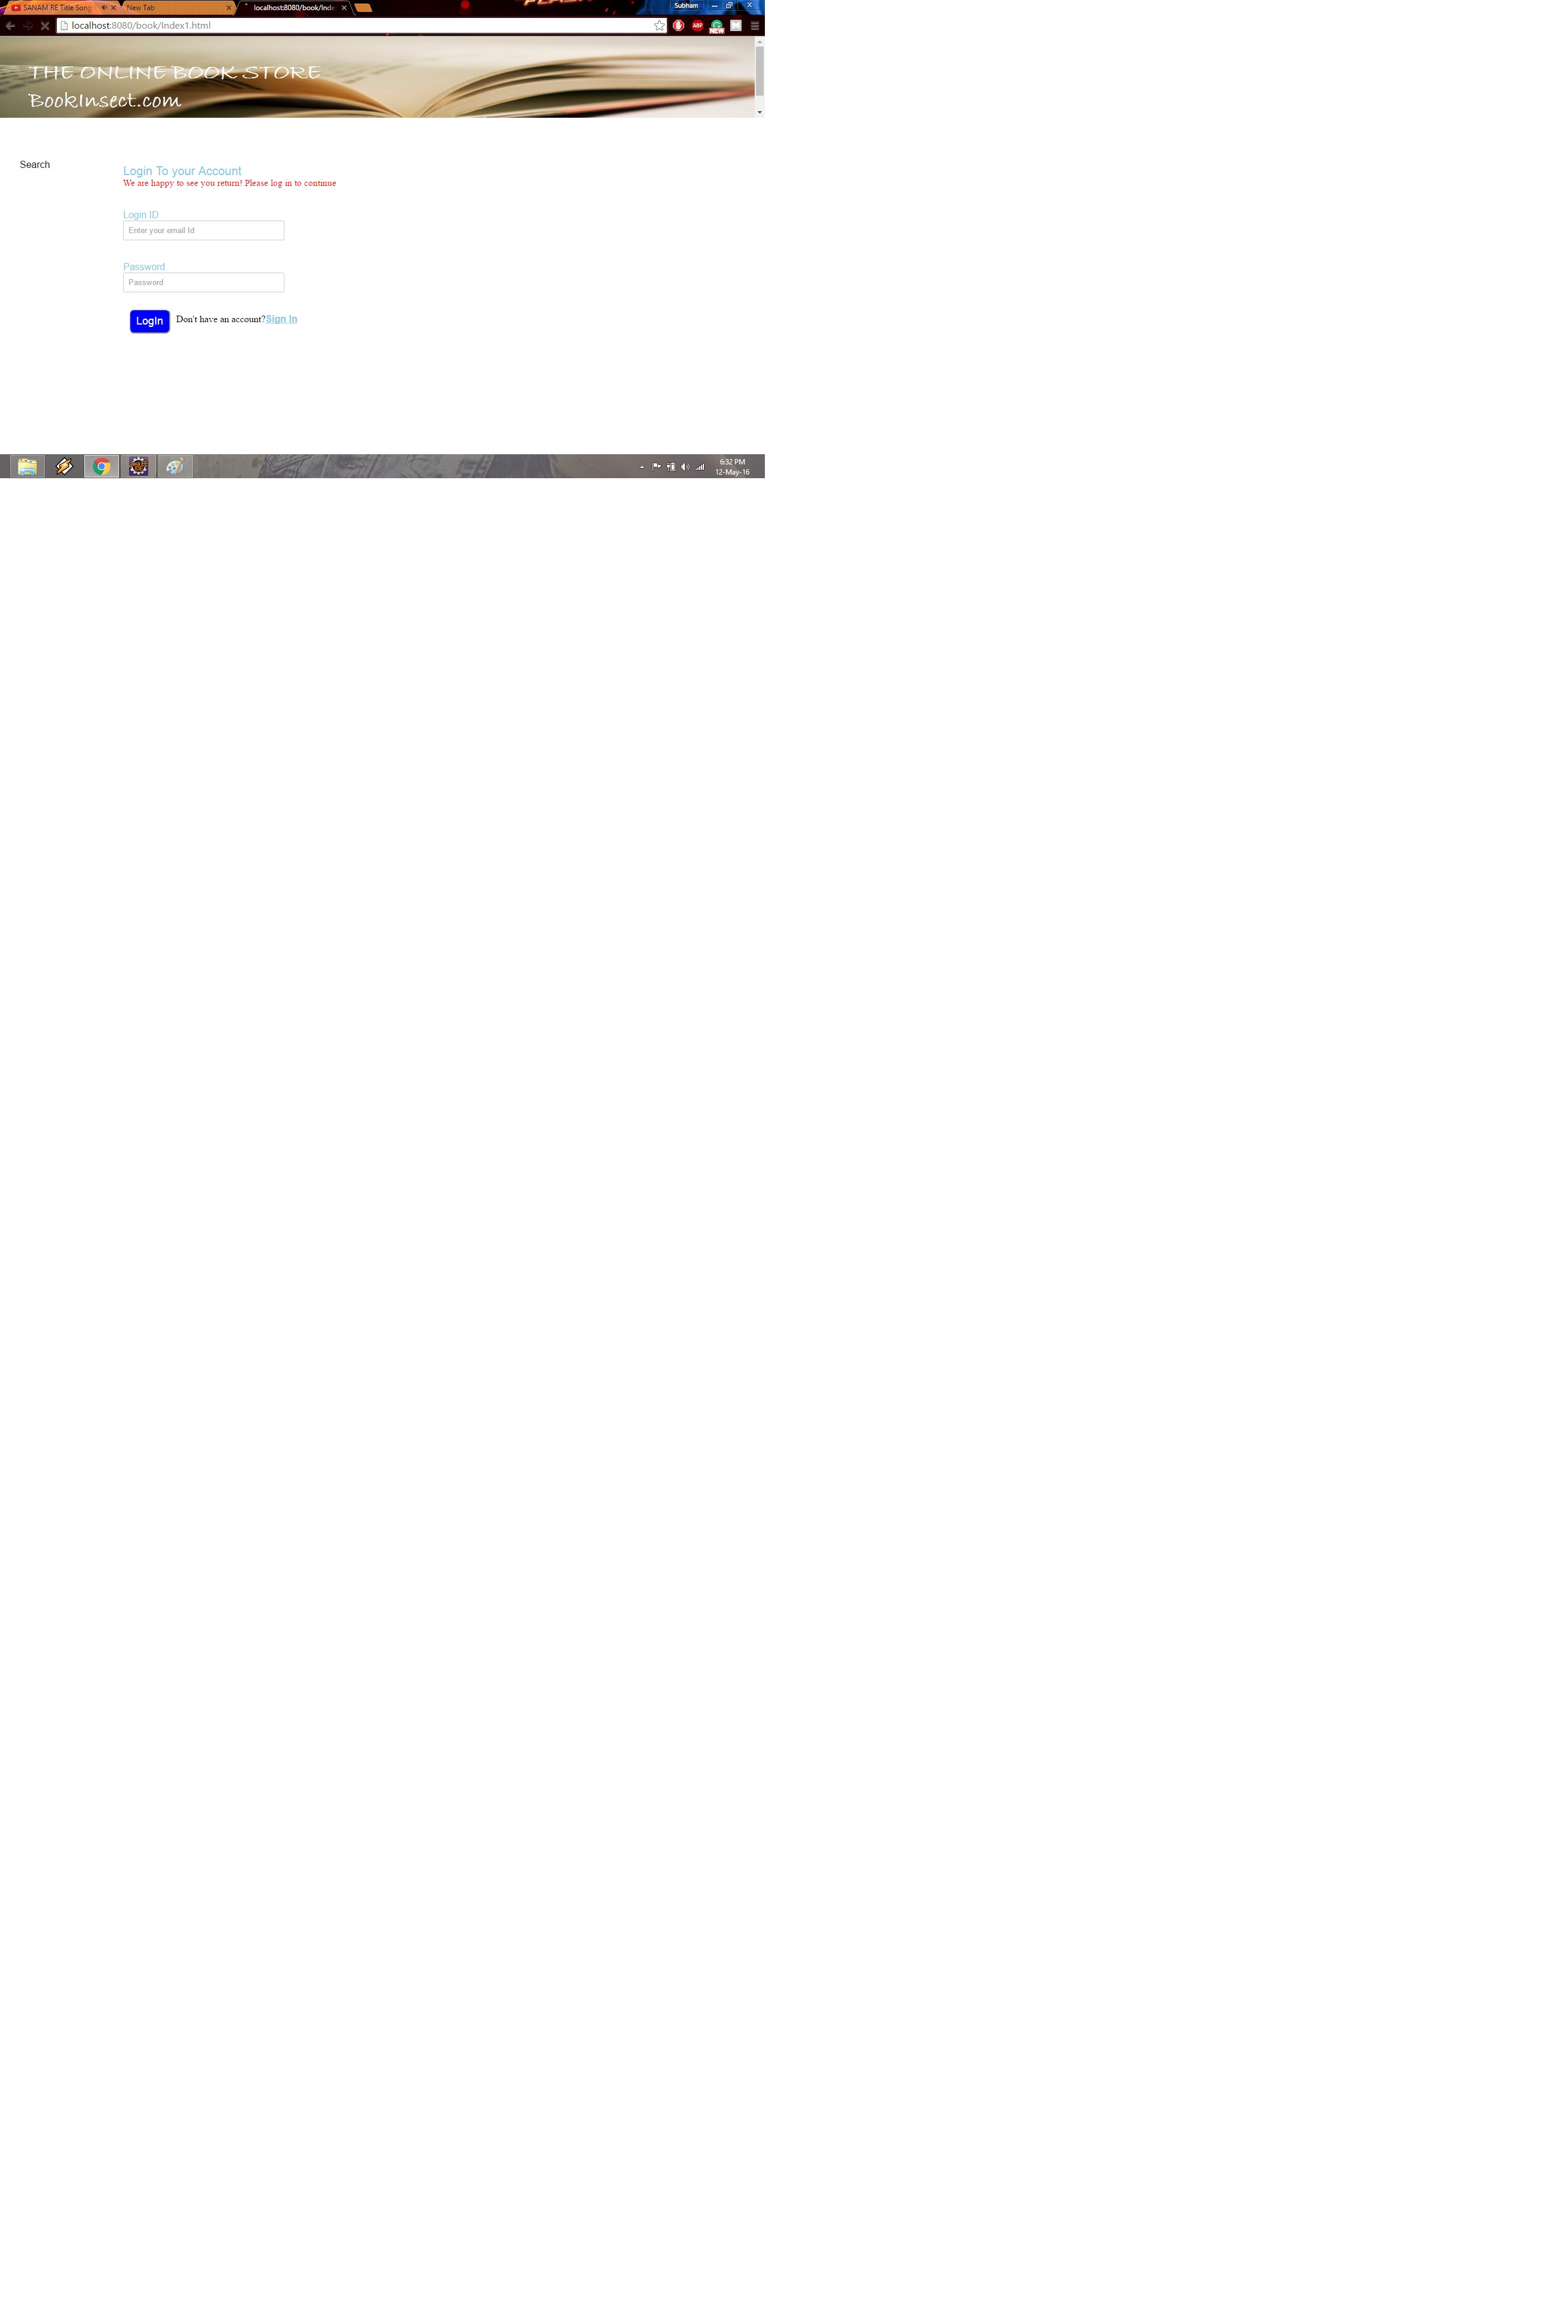 SANAM RE Title Song
New Tab
localhost:8080/book/Inde
Subham
localhost:8080/book/Index1.html
ABP
NEW
THE ONLINE BOOK STORE
BookInsect.com
Search
Login To your Account
We are happy to see you return! Please log in to continue
Login ID
Enter your email Id
Password
Password
LogIn
Don't have an account?Sign In
6:32 PM
12-May-16